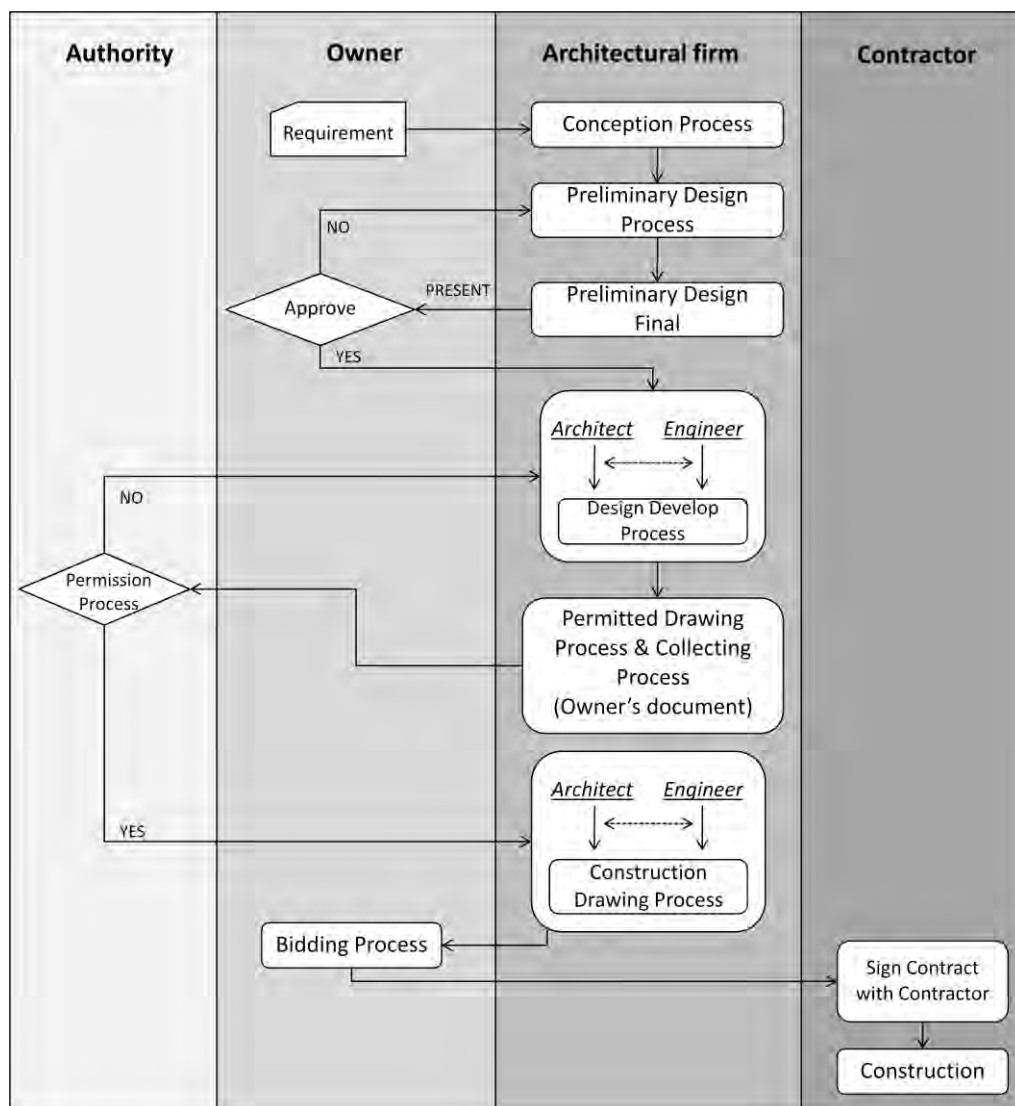 Authority
Owner
Architectural firm
Contractor
Requirement
Conception Process
Preliminary Design
Process
NO
PRESENT
Approve
Preliminary Design
Final
YES
Architect
Engineer
NO
Design Develop
Process
Permission
Process
Permitted Drawing
Process & Collecting
Process
(Owner's document)
Architect
Engineer
YES
Construction
Drawing Process
Bidding Process
Sign Contract
with Contractor
Construction